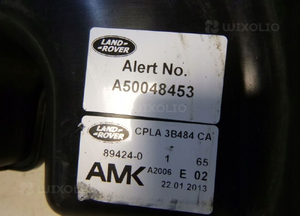 WIXOLIO
LAND
ROVER
Alert No.
A50048453
LAND
ROVER
CPLA 3B484 CA
89424-0 1 65
AMK A2006 E 02
22.01.2013